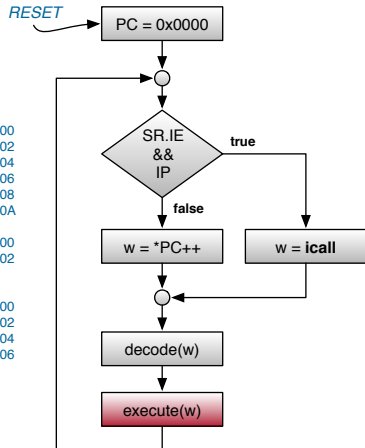 RESET
PC = 0x0000
00
02
04
06
08
0A
00
02
00
02
04
06
SR.IE
&&
IP
true
false
w = *PC++
w = icall
decode(w)
execute(w)